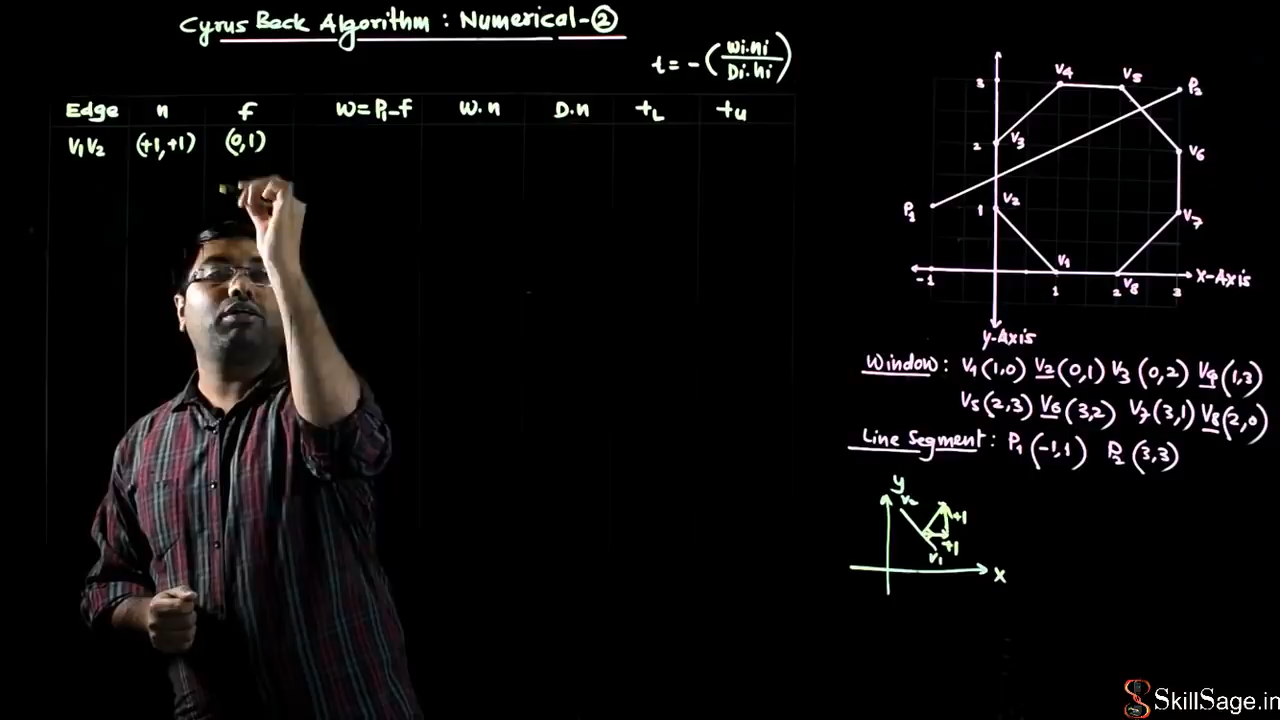 Cyrus Beck Algorithm : Numerical-②
t = - (Wi.ni / Di.ni)
Edge n f W=P1-f W.n D.n tL tu
V1V2 (+1,+1) (0,1)
3 V4 V5 P2
2 V3 V6
P1 1 V2 V7
-1 V1 V8 X-Axis
1 2 3
y-Axis
Window : V1(1,0) V2(0,1) V3(0,2) V4(1,3)
V5(2,3) V6(3,2) V7(3,1) V8(2,0)
Line Segment : P1(-1,1) P2(3,3)
y
V2
+1
+1
V1
X
SkillSage.in